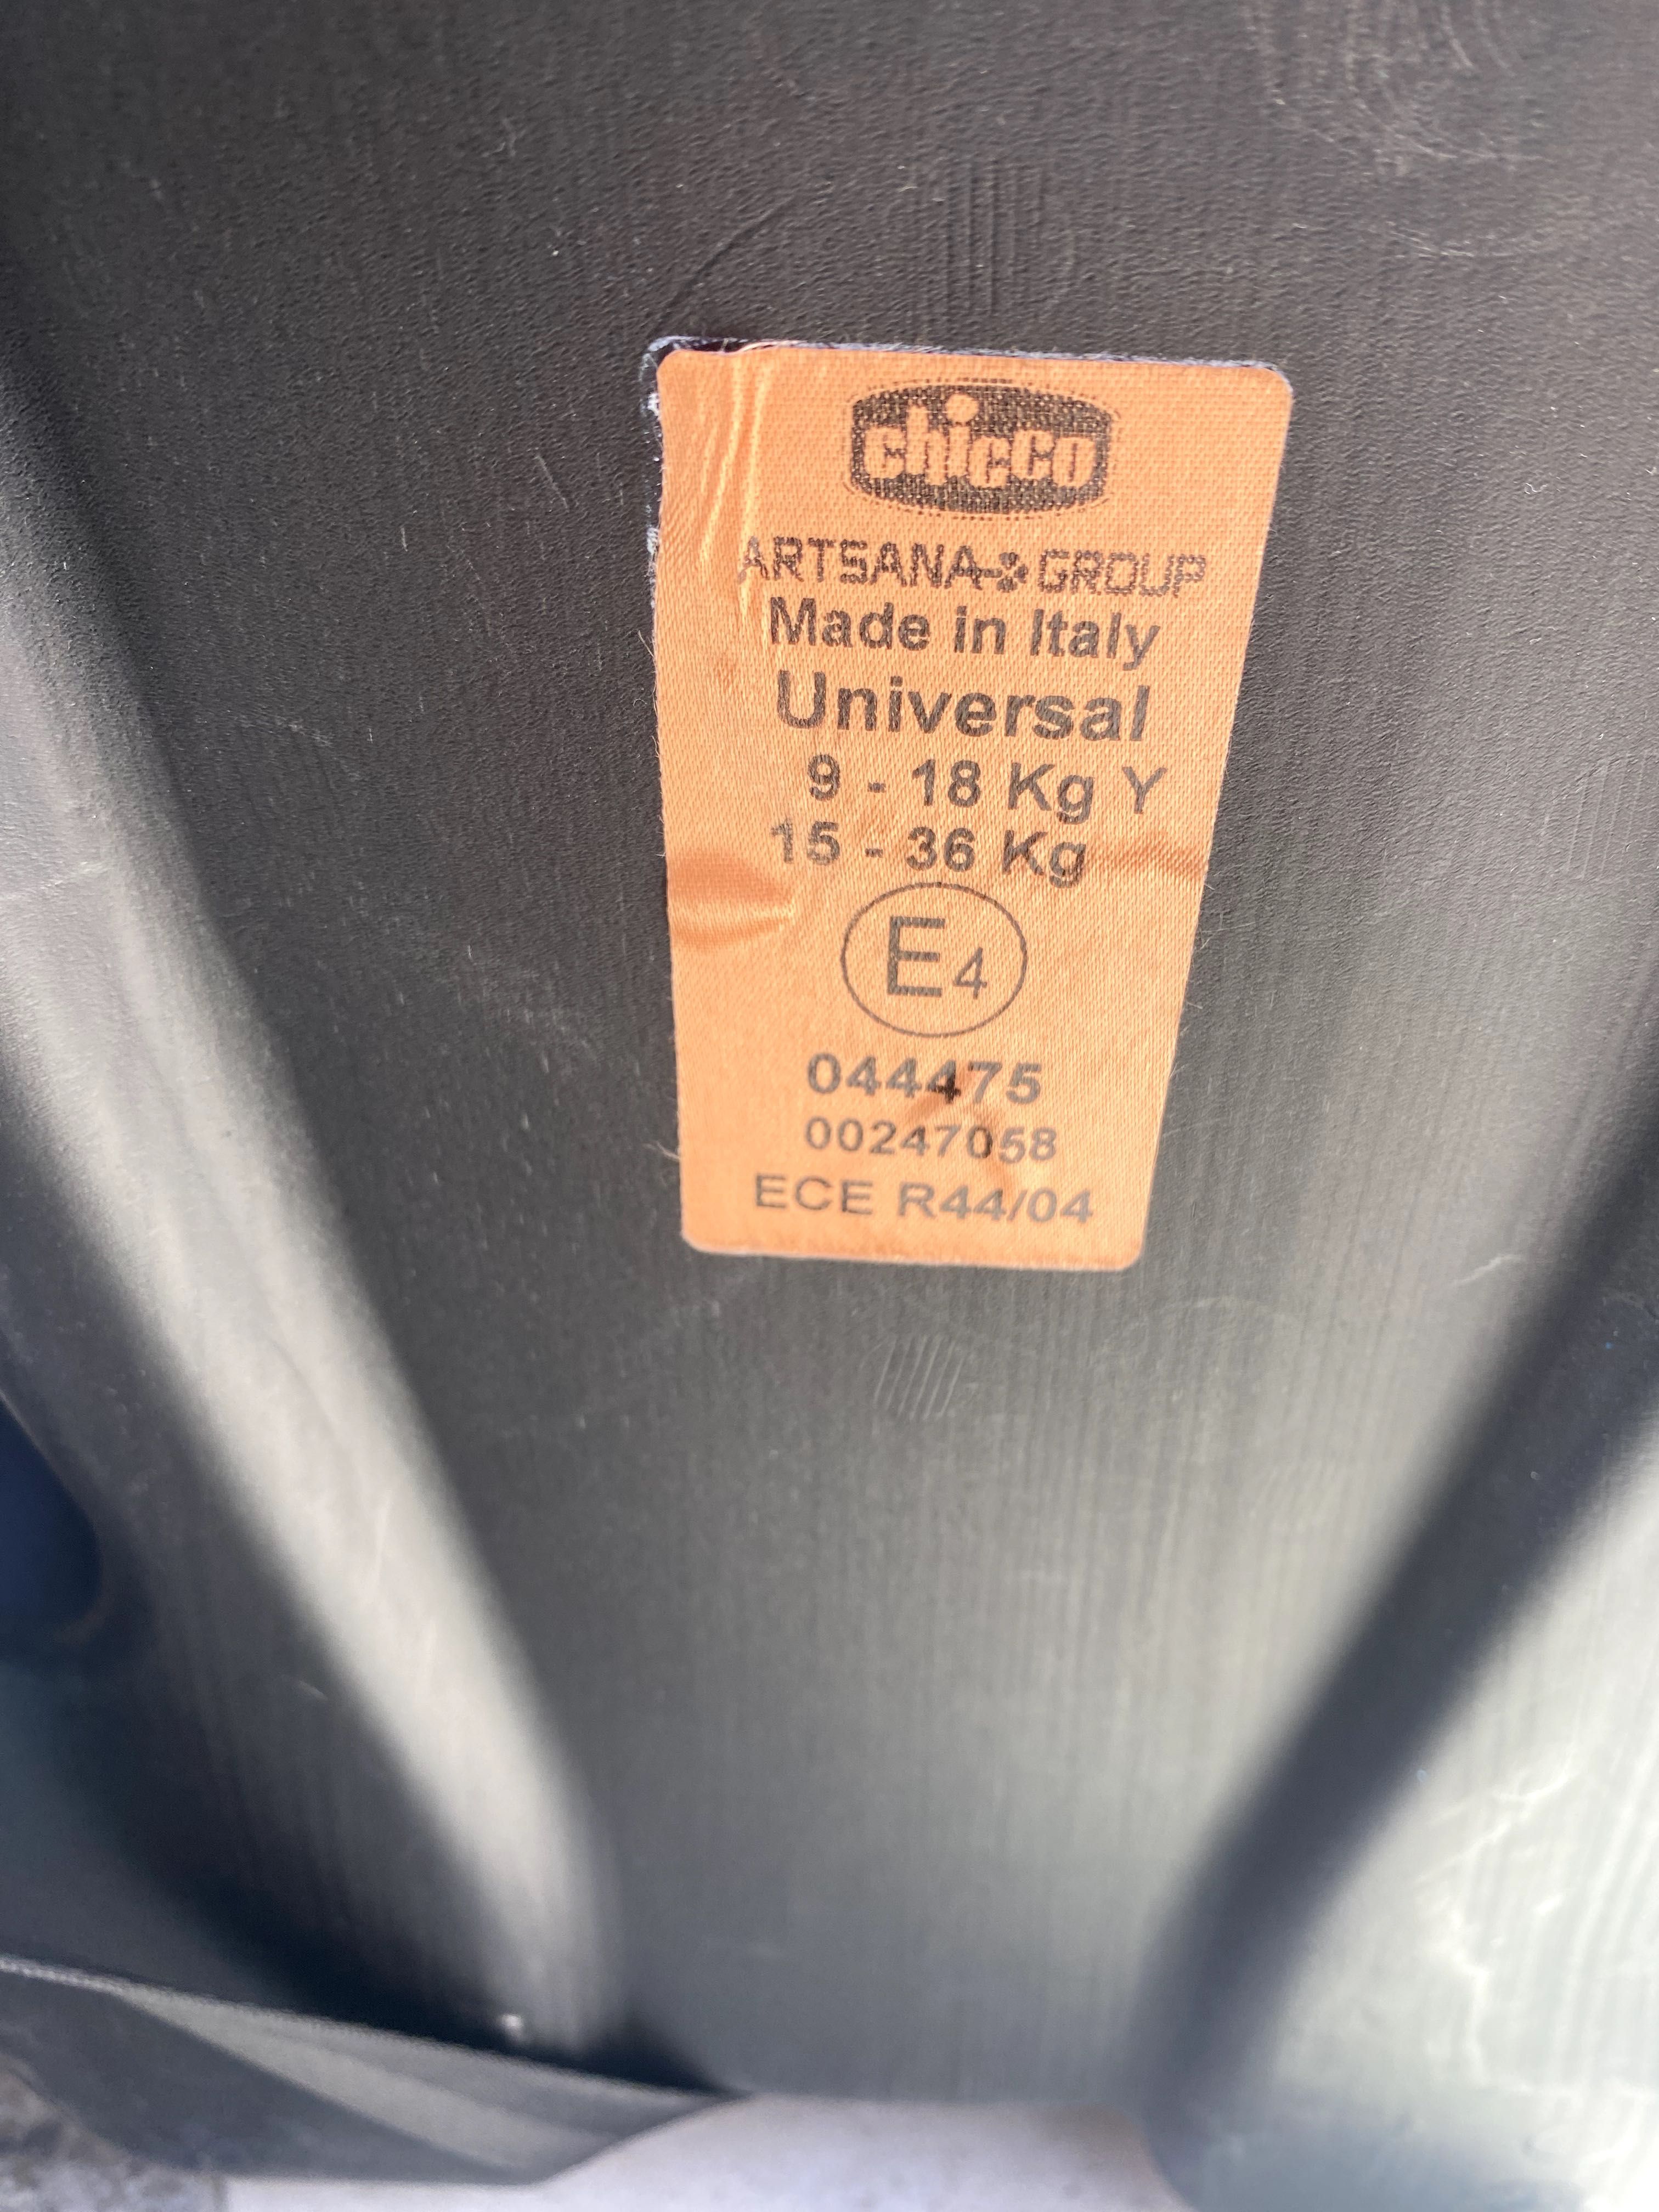 chicco
ARTSANA GROUP
Made in Italy
Universal
9 - 18 Kg Y
15 - 36 Kg
E4
044475
00247058
ECE R44/04